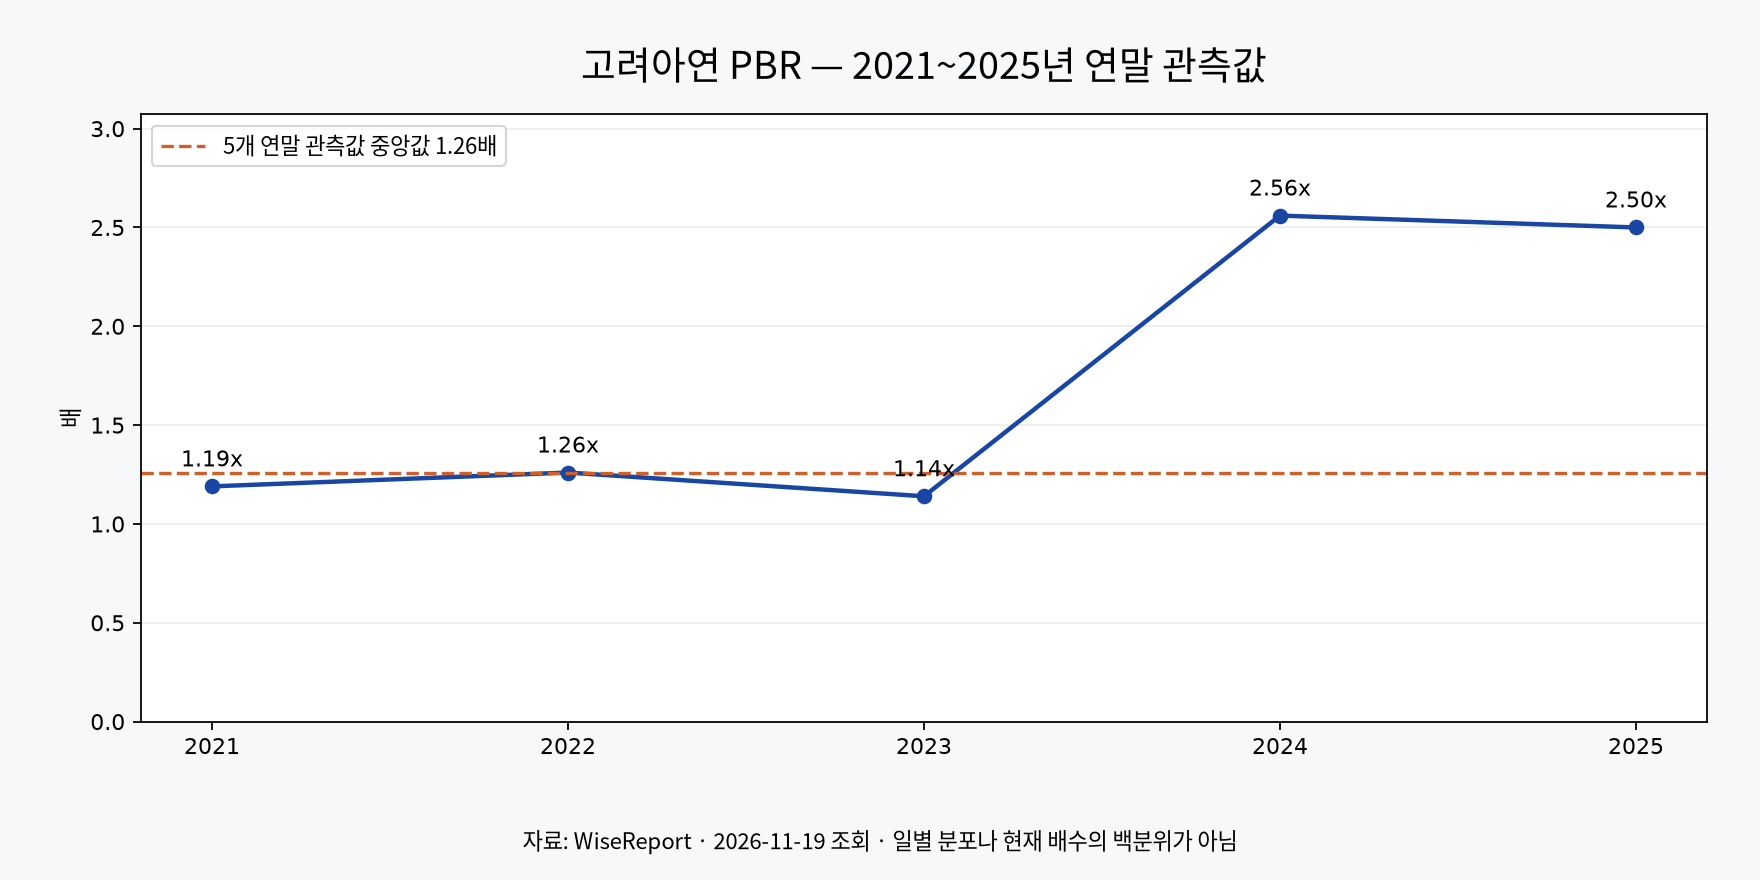 고려아연 PBR — 2021~2025년 연말 관측값
5개 연말 관측값 중앙값 1.26배
배
3.0
2.5
2.0
1.5
1.0
0.5
0.0
1.19x
1.26x
1.14x
2.56x
2.50x
2021 2022 2023 2024 2025
자료: WiseReport · 2026-11-19 조회 · 일별 분포나 현재 배수의 백분위가 아님